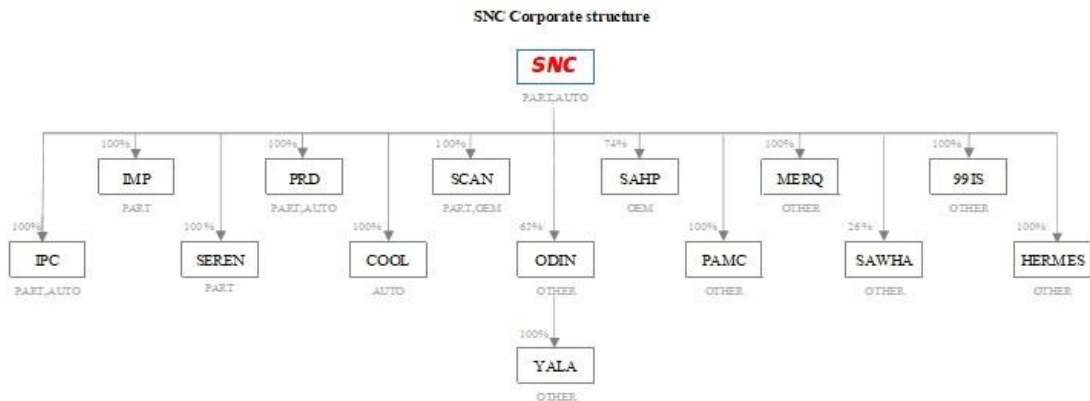 SNC Corporate structure
SNC
PART,AUTO
100%
100%
100%
74%
100%
100%
IMP
PRD
SCAN
SAHP
MERQ
99IS
PART
PART,AUTO
PART,OEM
OEM
OTHER
OTHER
100%
100%
100%
65%
100%
26%
100%
IPC
SEREN
COOL
ODIN
PAMC
SAWHA
HERMES
PART,AUTO
PART
AUTO
OTHER
OTHER
OTHER
OTHER
100%
YALA
OTHER